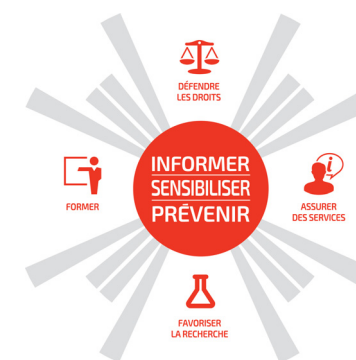 DÉFENDRE
LES DROITS
INFORMER
SENSIBILISER
PRÉVENIR
FORMER
i
ASSURER
DES SERVICES
FAVORISER
LA RECHERCHE